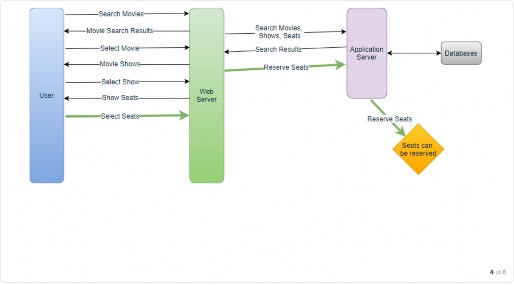 Search Movies
Movie Search Results
Select Movie
Movie Shows
Select Show
Show Seats
Select Seats
User
Web
Server
Search Movies,
Shows, Seats
Search Results
Reserve Seats
Application
Server
Databases
Reserve Seats
Seats can
be reserved
4 of 8